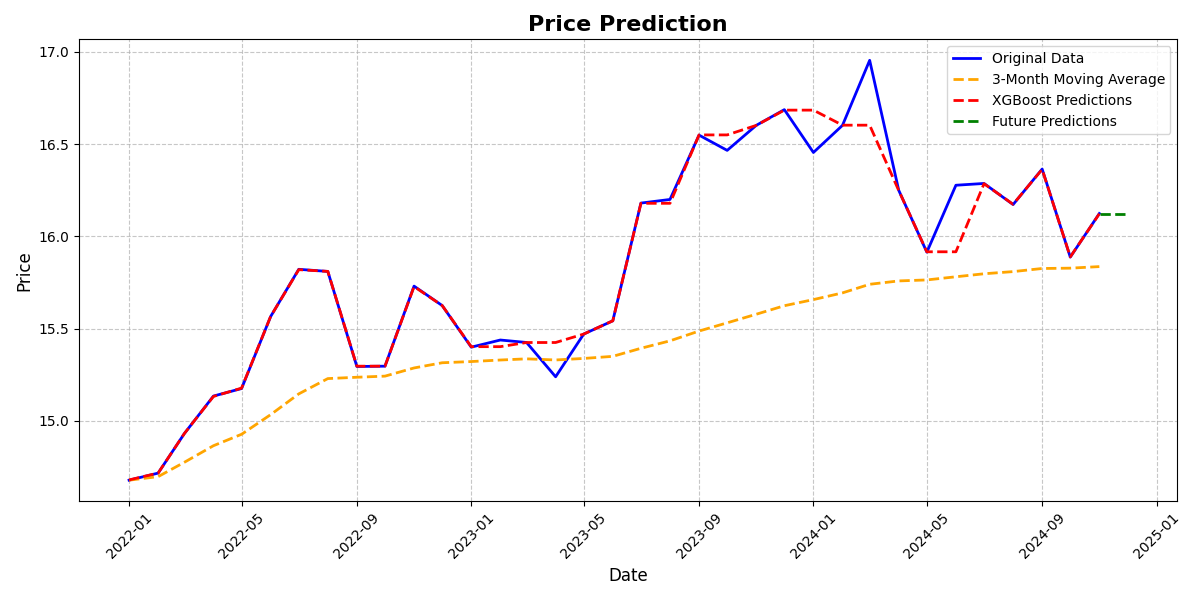 Price Prediction
Original Data
3-Month Moving Average
XGBoost Predictions
Future Predictions
Price
17.0
16.5
16.0
15.5
15.0
2022-01
2022-05
2022-09
2023-01
2023-05
2023-09
2024-01
2024-05
2024-09
2025-01
Date